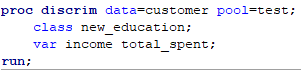 proc discrim data=customer pool=test;
class new_education;
var income total_spent;
run;